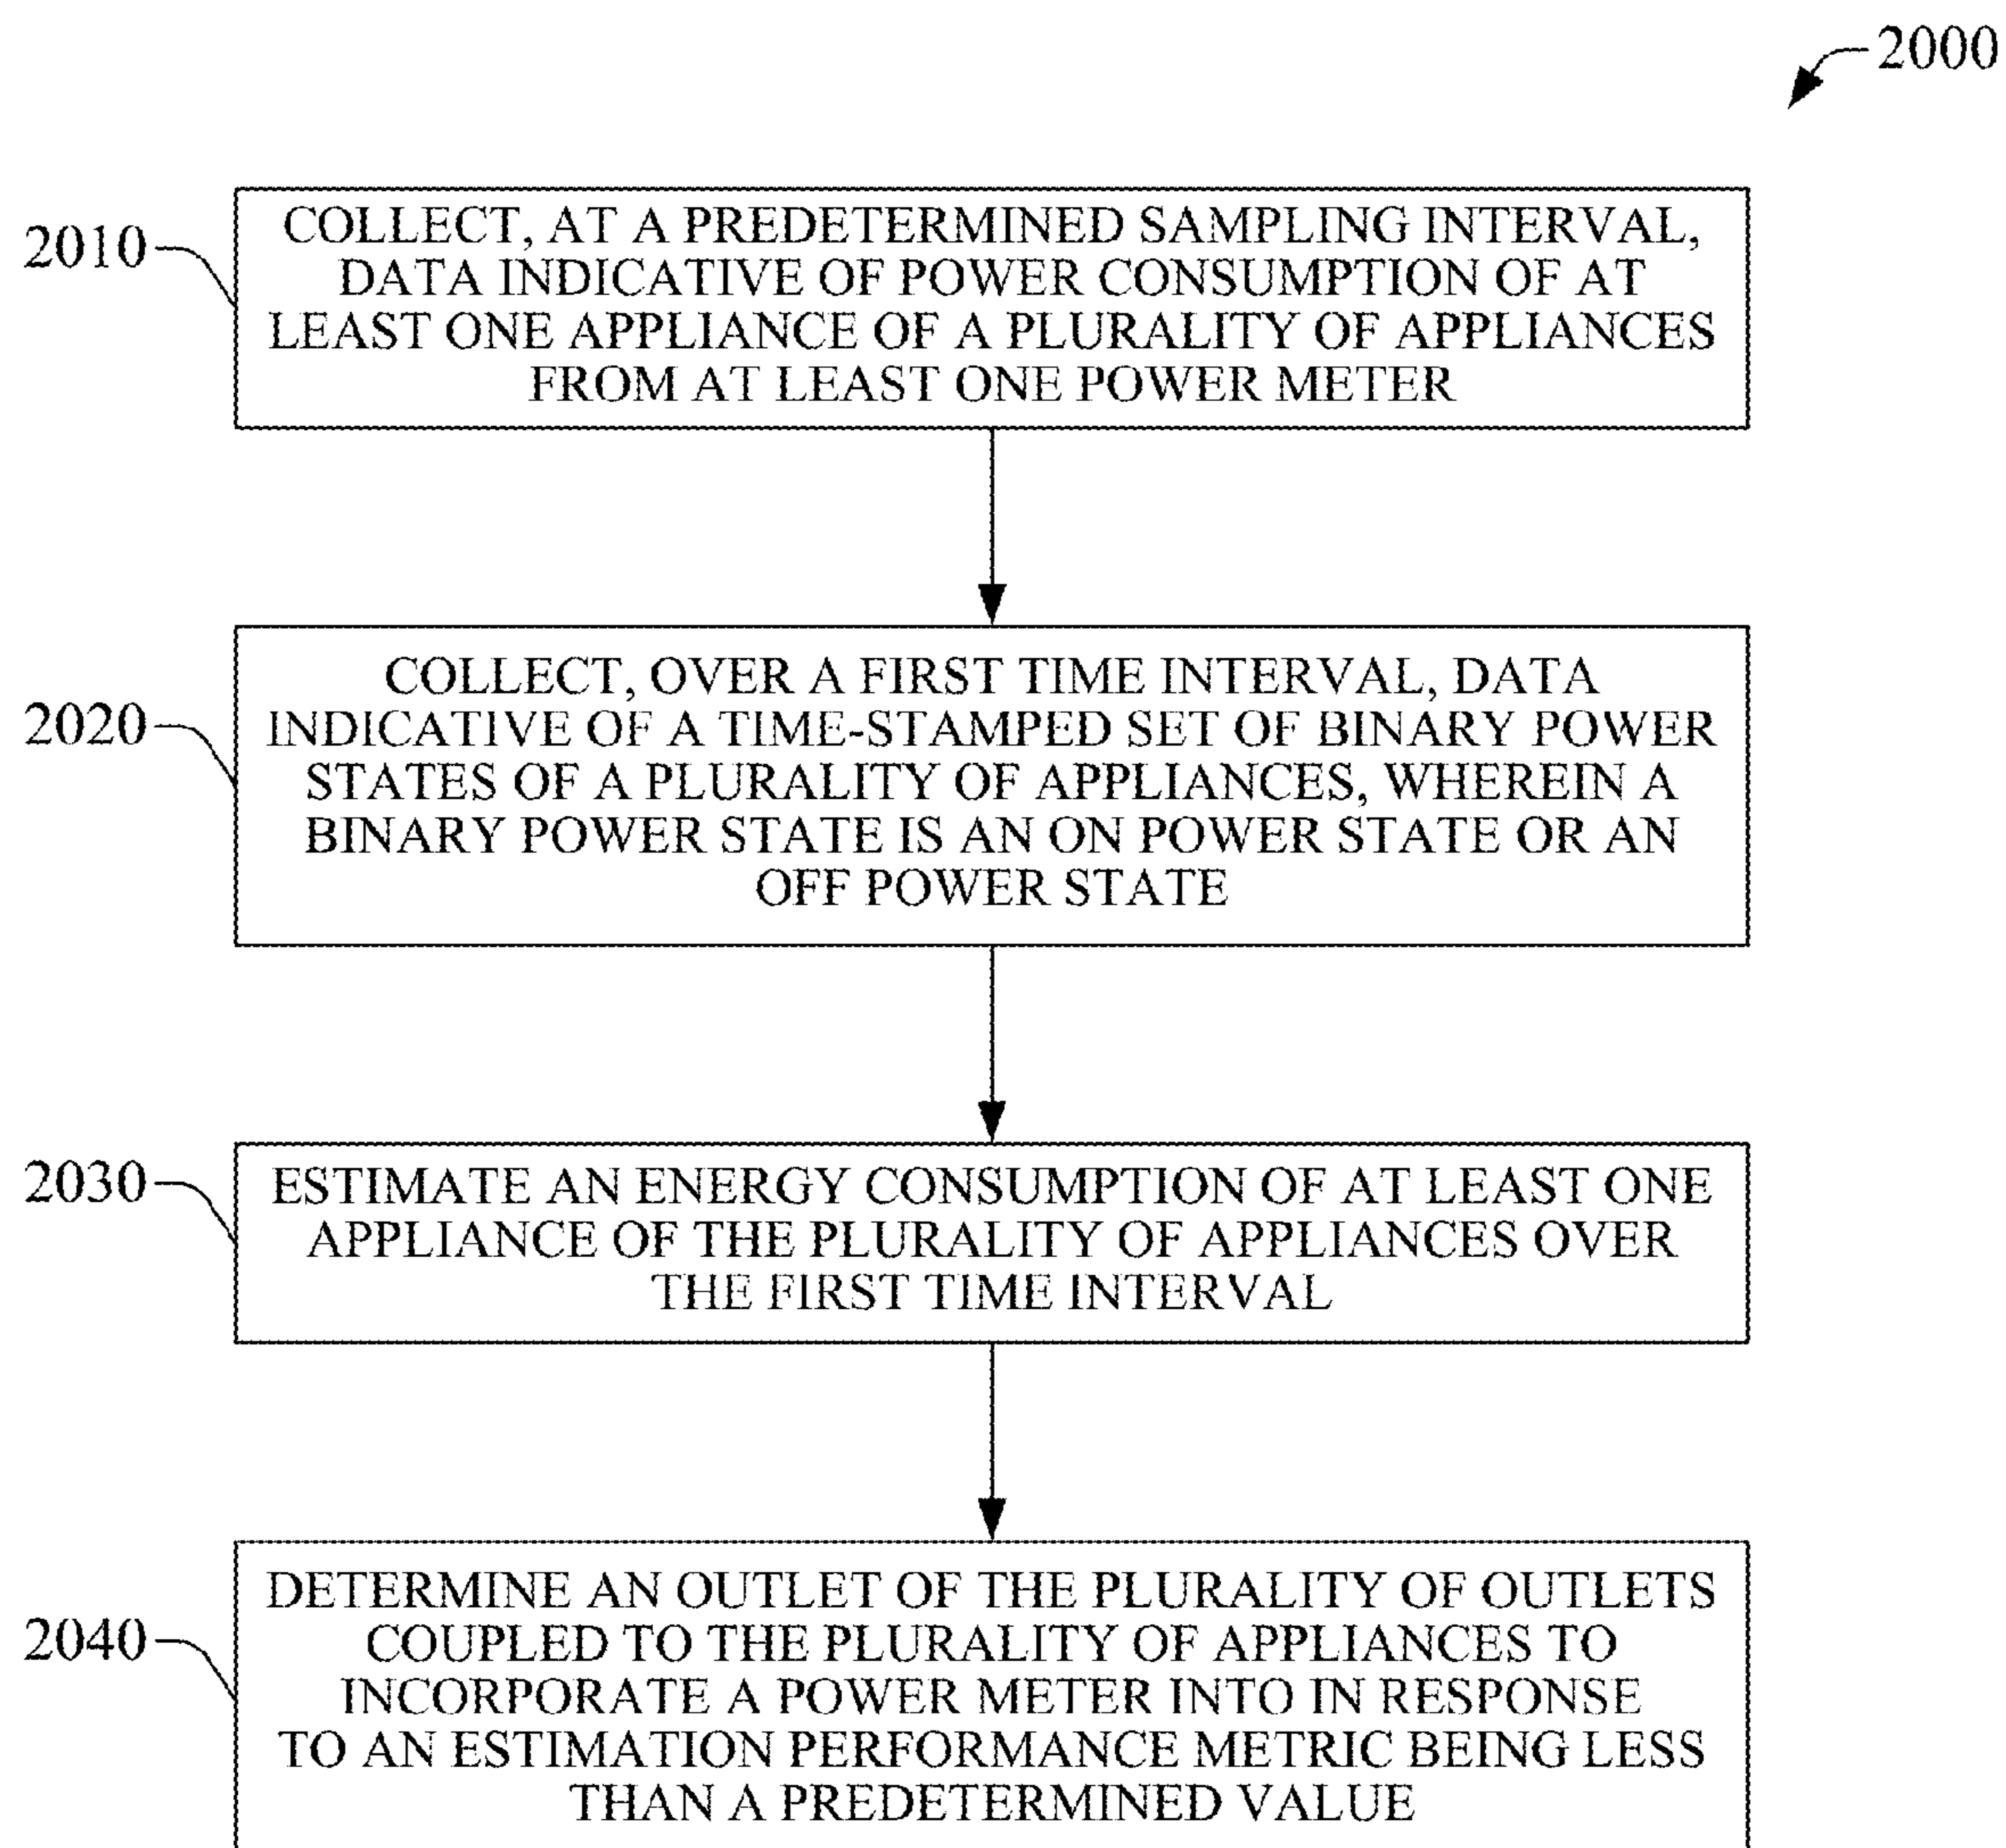 2000
2010
COLLECT, AT A PREDETERMINED SAMPLING INTERVAL,
DATA INDICATIVE OF POWER CONSUMPTION OF AT
LEAST ONE APPLIANCE OF A PLURALITY OF APPLIANCES
FROM AT LEAST ONE POWER METER
2020
COLLECT, OVER A FIRST TIME INTERVAL, DATA
INDICATIVE OF A TIME-STAMPED SET OF BINARY POWER
STATES OF A PLURALITY OF APPLIANCES, WHEREIN A
BINARY POWER STATE IS AN ON POWER STATE OR AN
OFF POWER STATE
2030
ESTIMATE AN ENERGY CONSUMPTION OF AT LEAST ONE
APPLIANCE OF THE PLURALITY OF APPLIANCES OVER
THE FIRST TIME INTERVAL
2040
DETERMINE AN OUTLET OF THE PLURALITY OF OUTLETS
COUPLED TO THE PLURALITY OF APPLIANCES TO
INCORPORATE A POWER METER INTO IN RESPONSE
TO AN ESTIMATION PERFORMANCE METRIC BEING LESS
THAN A PREDETERMINED VALUE